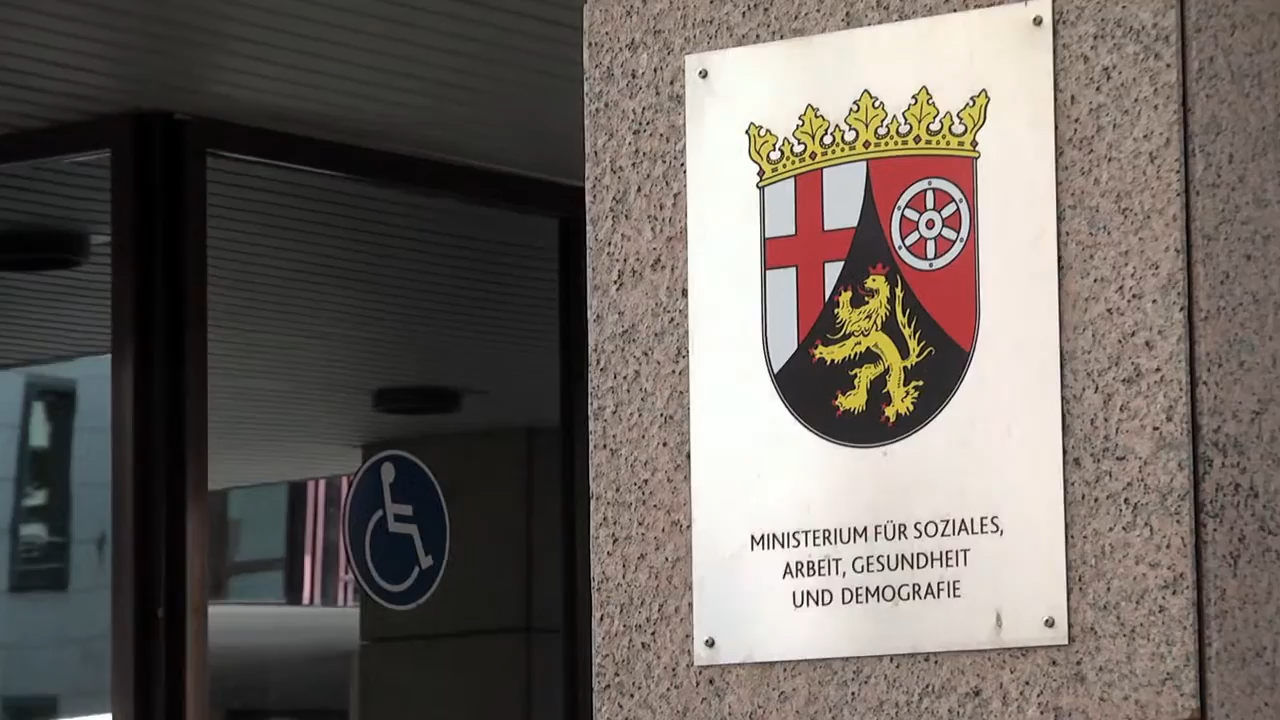 MINISTERIUM FÜR SOZIALES,
ARBEIT, GESUNDHEIT
UND DEMOGRAFIE